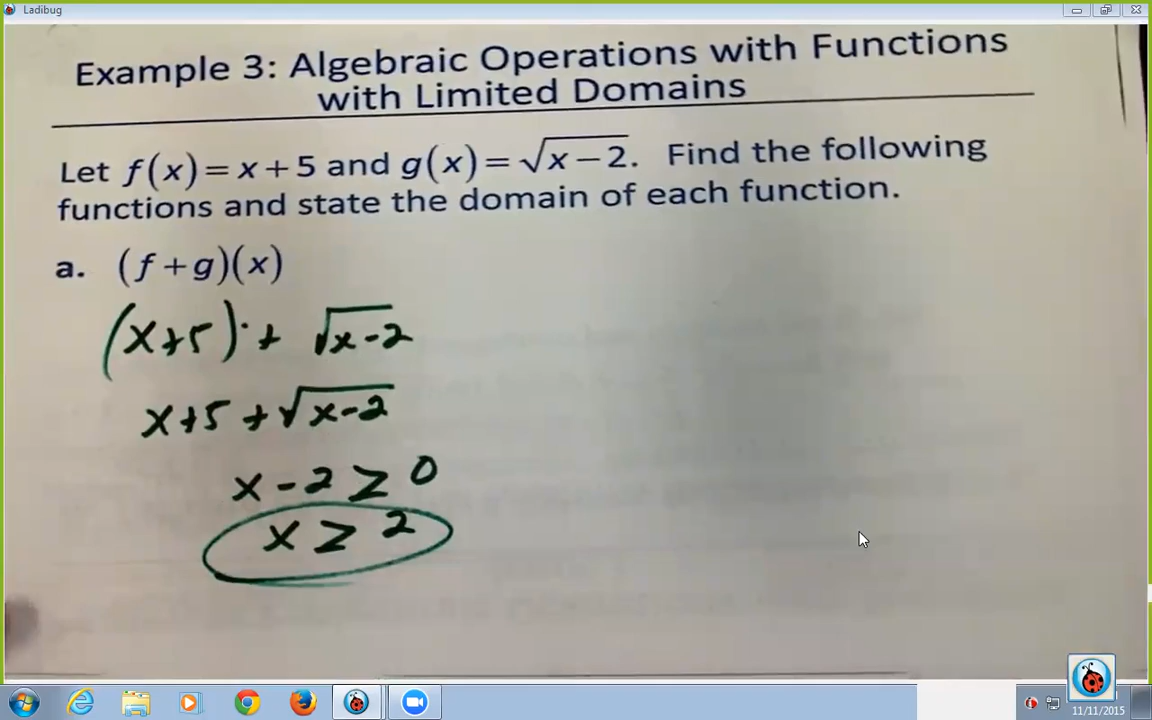 Ladibug
Example 3: Algebraic Operations with Functions
with Limited Domains
Let f(x)=x+5 and g(x)=√x−2. Find the following
functions and state the domain of each function.
a. (f+g)(x)
(x+5)·+ √x-2
x+5+√x-2
x-2≥0
x≥2
11/11/2015